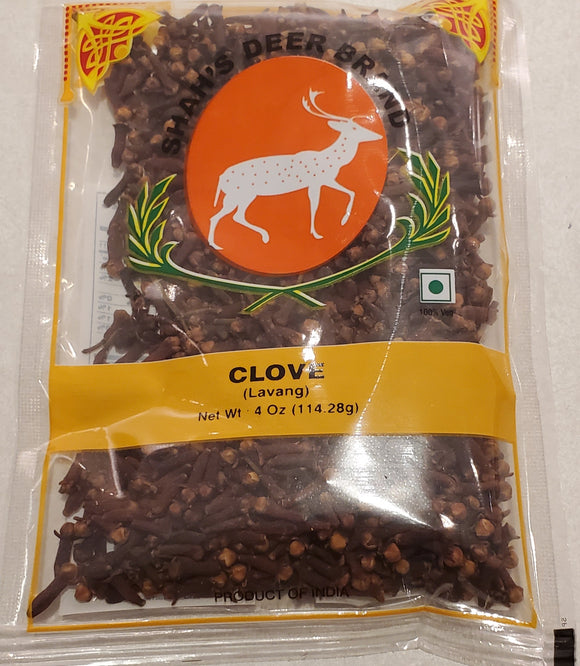 SHAH'S DEER BRAND
100% Veg
CLOVE
(Lavang)
Net Wt 4 Oz (114.28g)
PRODUCT OF INDIA